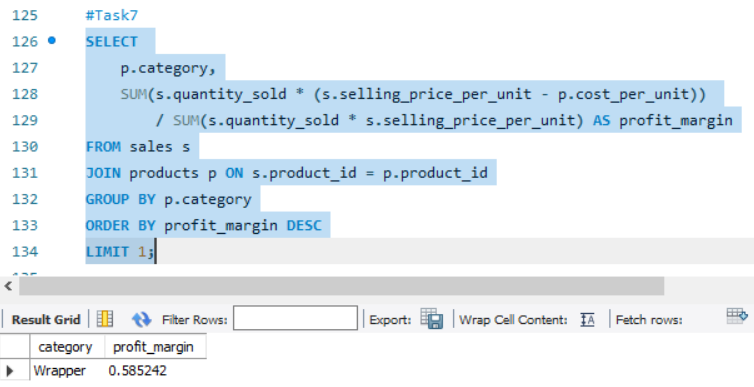 125 #Task7
126 SELECT
127 p.category,
128 SUM(s.quantity_sold * (s.selling_price_per_unit - p.cost_per_unit))
129 / SUM(s.quantity_sold * s.selling_price_per_unit) AS profit_margin
130 FROM sales s
131 JOIN products p ON s.product_id = p.product_id
132 GROUP BY p.category
133 ORDER BY profit_margin DESC
134 LIMIT 1;
Result Grid Filter Rows: Export: Wrap Cell Content: Fetch rows:
category profit_margin
Wrapper 0.585242